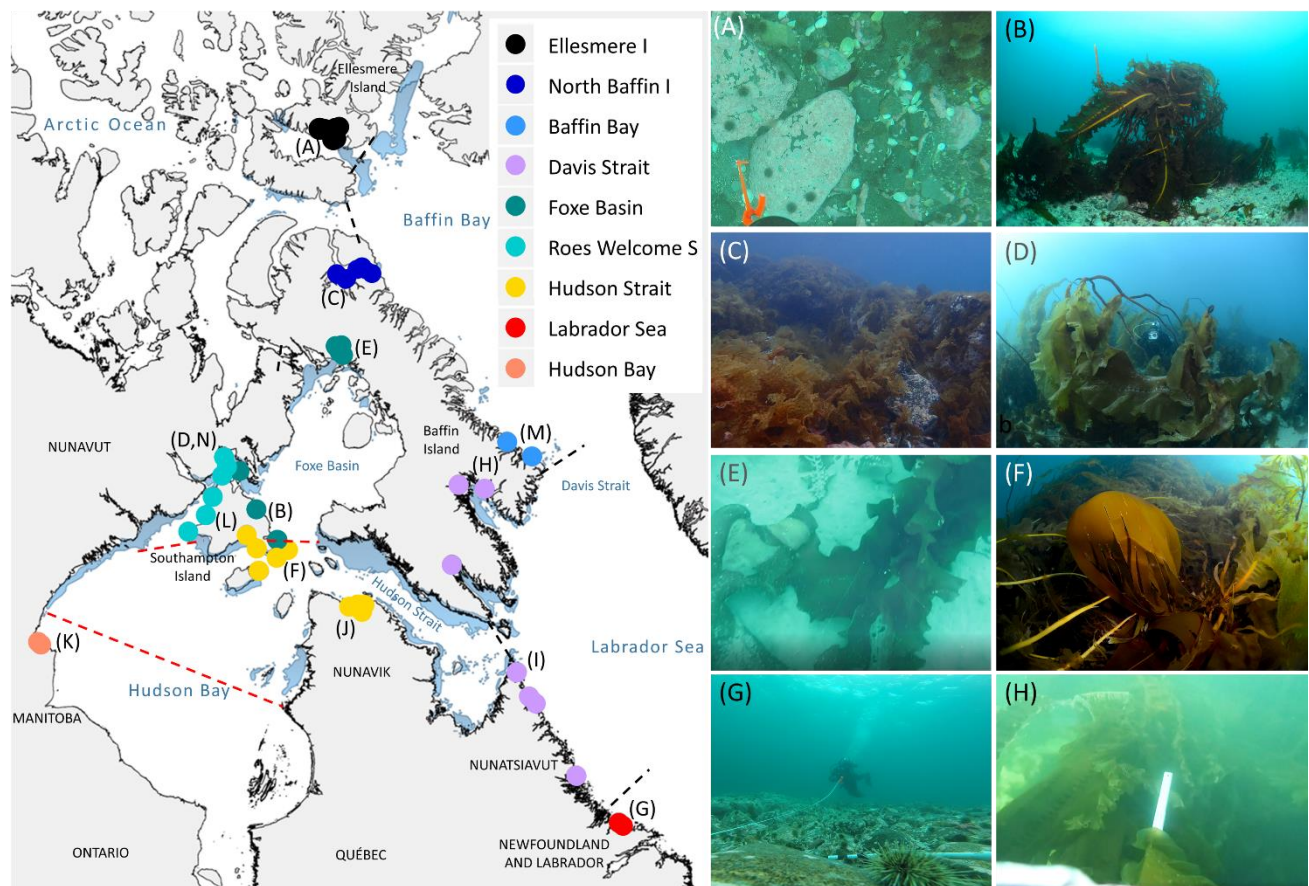 Ellesmere I
North Baffin I
Baffin Bay
Davis Strait
Foxe Basin
Roes Welcome S
Hudson Strait
Labrador Sea
Hudson Bay
Ellesmere
Island
Arctic Ocean
(A)
Baffin Bay
(C)
(E)
NUNAVUT
(D,N)
Foxe Basin
Baffin
Island
(M)
(H)
Davis Strait
(B)
(L)
Southampton
Island
(F)
Hudson Strait
(J)
(K)
Hudson Bay
NUNAVIK
(I)
Labrador Sea
MANITOBA
NUNATSIAVUT
(G)
ONTARIO
QUÉBEC
NEWFOUNDLAND
AND LABRADOR
(A)
(B)
(C)
(D)
b
(E)
(F)
(G)
(H)